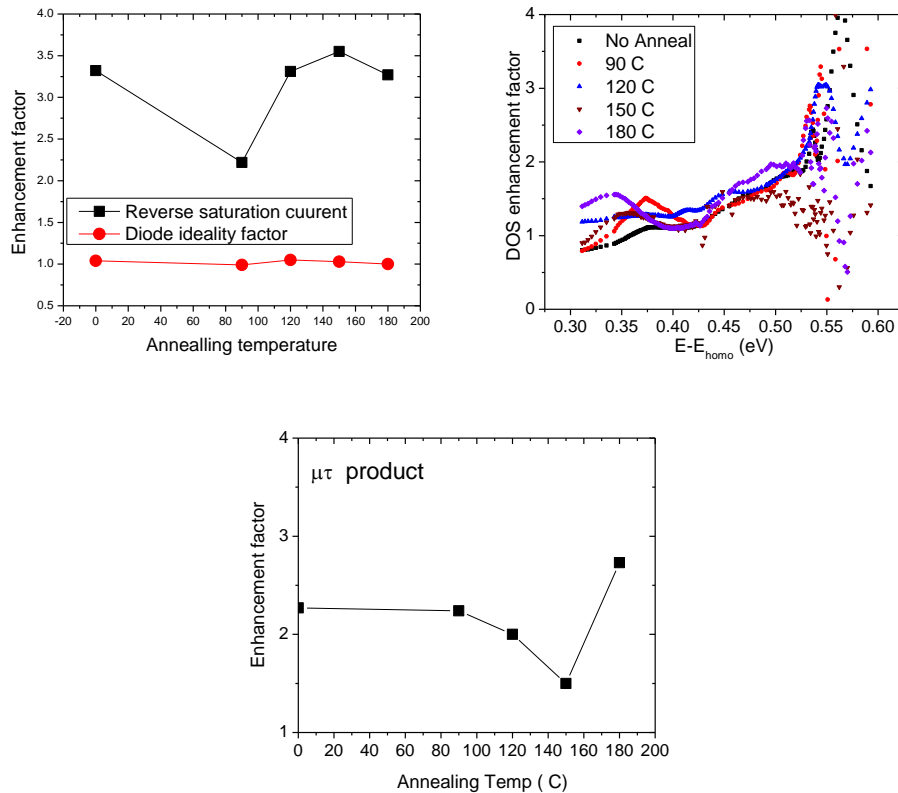 4.0
3.5
3.0
2.5
2.0
1.5
1.0
0.5
Enhancement factor
Reverse saturation cuurent
Diode ideality factor
-20 0 20 40 60 80 100 120 140 160 180 200
Annealling temperature
4
3
2
1
0
DOS enhancement factor
No Anneal
90 C
120 C
150 C
180 C
0.30 0.35 0.40 0.45 0.50 0.55 0.60
E-Ehomo (eV)
4
3
2
1
Enhancement factor
μτ product
0 20 40 60 80 100 120 140 160 180 200
Annealing Temp ( C)